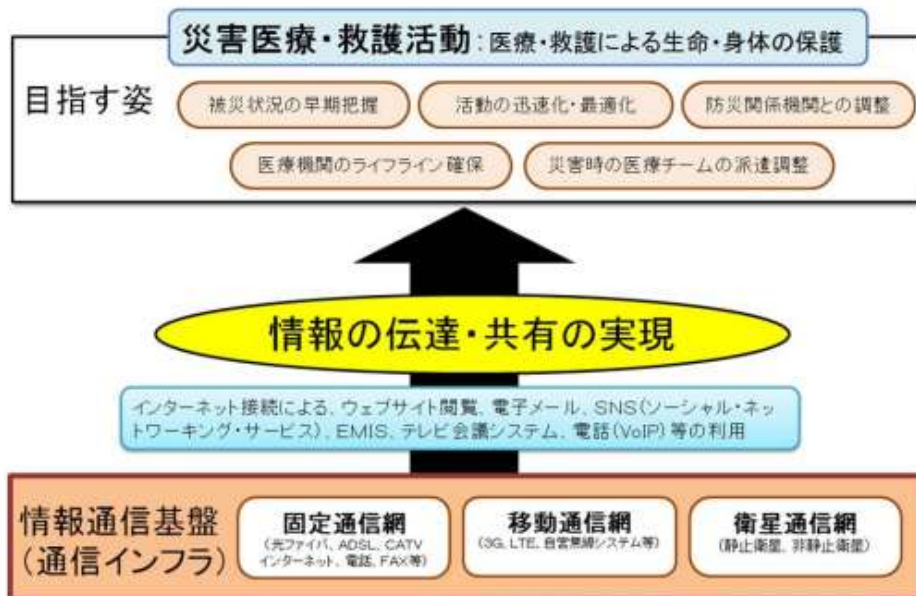 災害医療・救護活動：医療・救護による生命・身体の保護
目指す姿
被災状況の早期把握
活動の迅速化・最適化
防災関係機関との調整
医療機関のライフライン確保
災害時の医療チームの派遣調整
情報の伝達・共有の実現
インターネット接続による、ウェブサイト閲覧、電子メール、SNS(ソーシャル・ネッ
トワーキング・サービス)、EMIS、テレビ会議システム、電話(VoIP)等の利用
情報通信基盤
(通信インフラ)
固定通信網
(光ファイバ、ADSL、CATV
インターネット、電話、FAX等)
移動通信網
(3G、LTE、自営無線システム等)
衛星通信網
(静止衛星、非静止衛星)